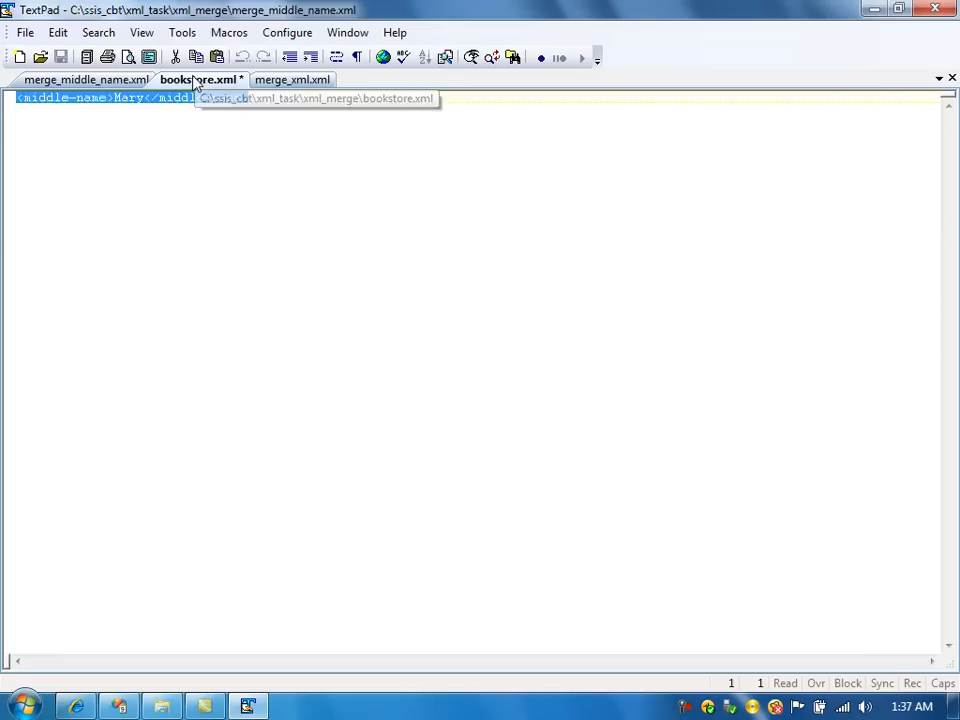 TextPad - C:\ssis_cbt\xml_task\xml_merge\merge_middle_name.xml
File Edit Search View Tools Macros Configure Window Help
merge_middle_name.xml bookstore.xml * merge_xml.xml
<middle-name>Mary</middl
C:\ssis_cbt\xml_task\xml_merge\bookstore.xml
1 1 Read Ovr Block Sync Rec Caps
1:37 AM